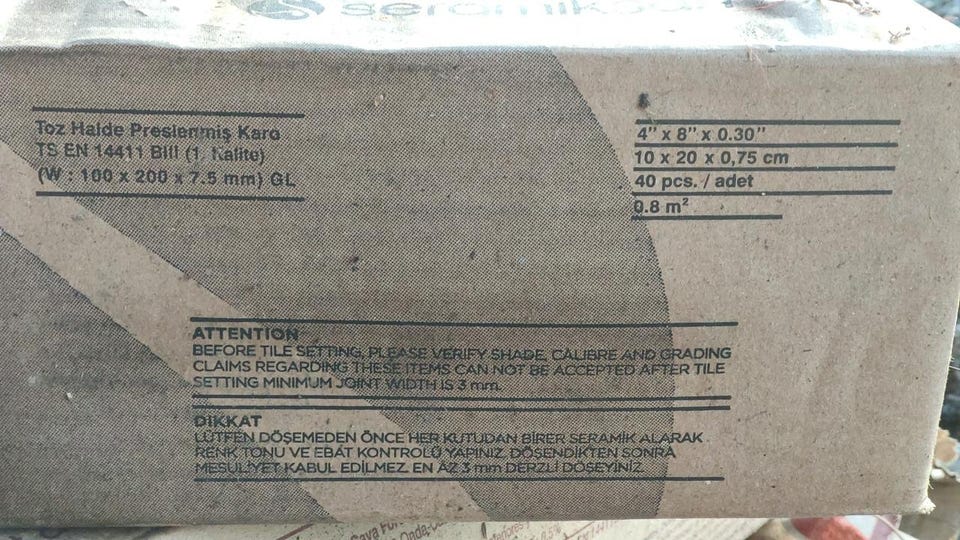 Toz Halde Preslenmiş Karo
TS EN 14411 BIII (1. Kalite)
(W : 100 x 200 x 7.5 mm) GL
4" x 8" x 0.30"
10 x 20 x 0,75 cm
40 pcs. / adet
0.8 m²
ATTENTION
BEFORE TILE SETTING, PLEASE VERIFY SHADE, CALIBRE AND GRADING
CLAIMS REGARDING THESE ITEMS CAN NOT BE ACCEPTED AFTER TILE
SETTING MINIMUM JOINT WIDTH IS 3 mm.
DİKKAT
LÜTFEN DÖŞEMEDEN ÖNCE HER KUTUDAN BİRER SERAMİK ALARAK
RENK TONU VE EBAT KONTROLÜ YAPINIZ. DÖŞENDİKTEN SONRA
MESULİYET KABUL EDİLMEZ. EN AZ 3 mm DERZLİ DÖŞEYİNİZ.